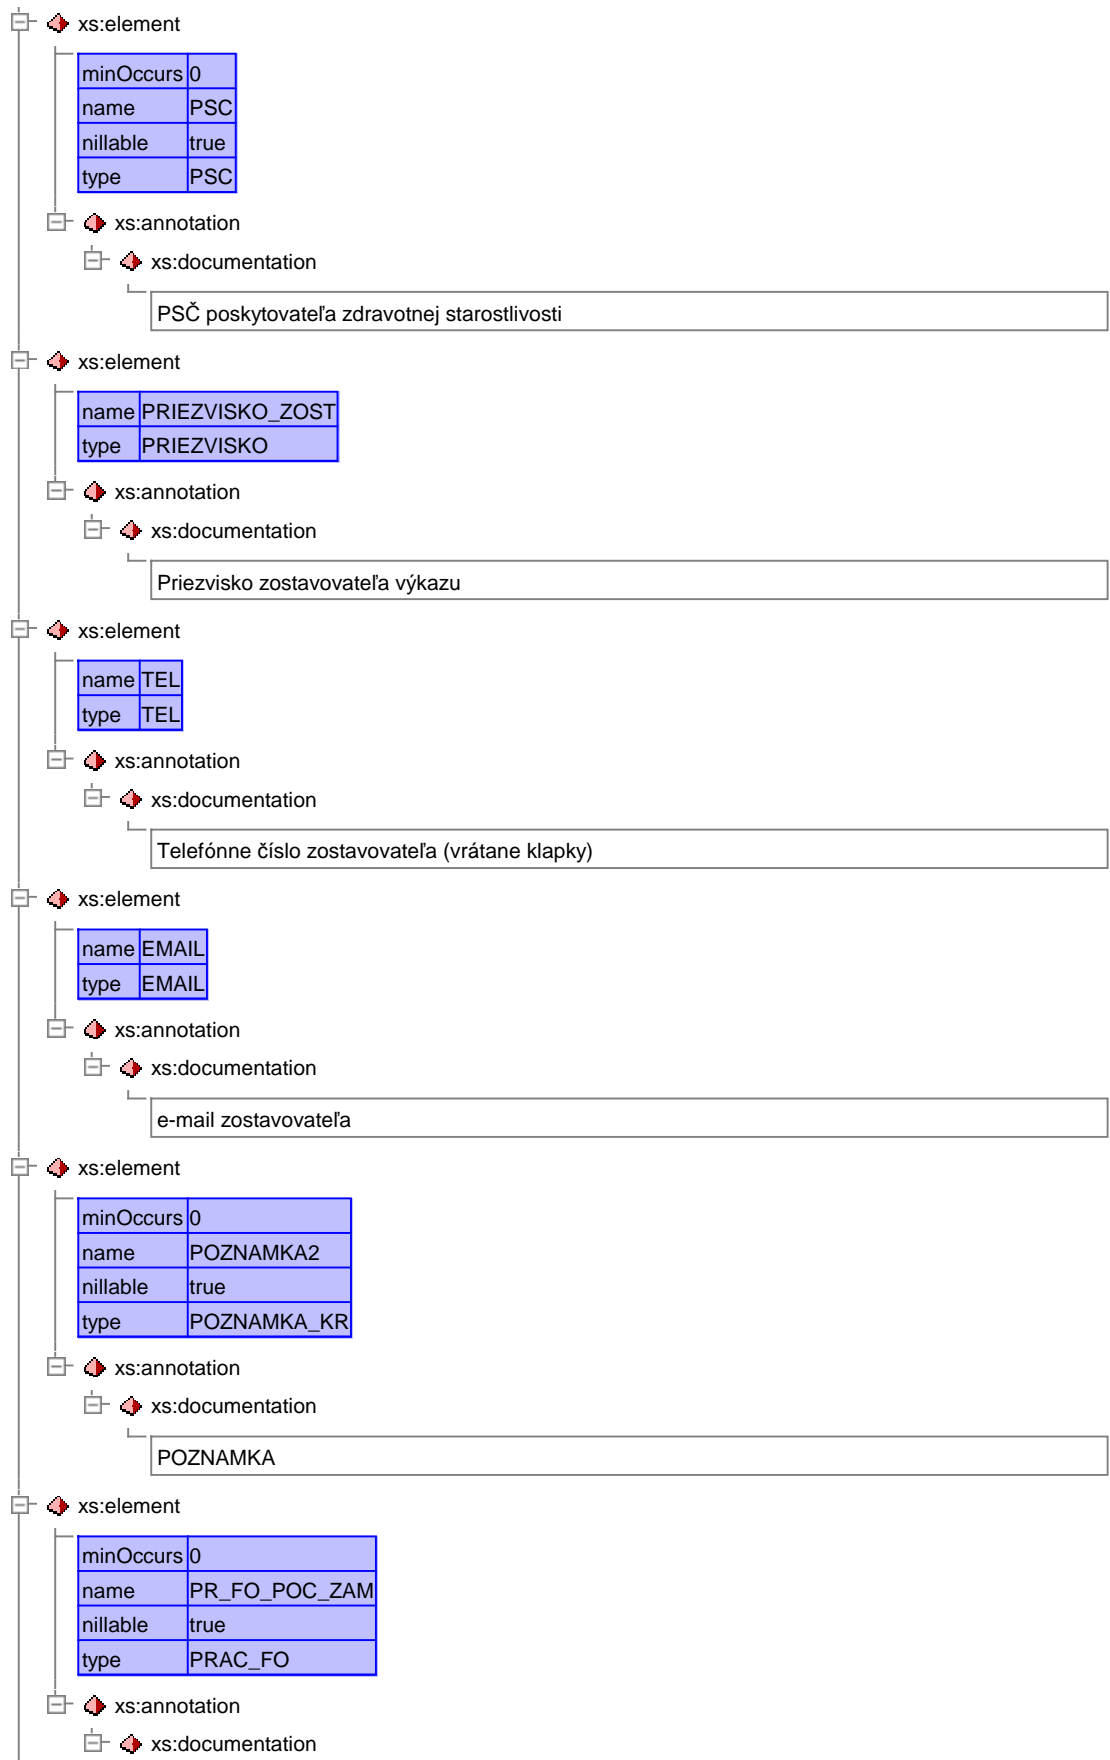 xs:element
minOccurs 0
name PSC
nillable true
type PSC
xs:annotation
xs:documentation
PSČ poskytovateľa zdravotnej starostlivosti
xs:element
name PRIEZVISKO_ZOST
type PRIEZVISKO
xs:annotation
xs:documentation
Priezvisko zostavovateľa výkazu
xs:element
name TEL
type TEL
xs:annotation
xs:documentation
Telefónne číslo zostavovateľa (vrátane klapky)
xs:element
name EMAIL
type EMAIL
xs:annotation
xs:documentation
e-mail zostavovateľa
xs:element
minOccurs 0
name POZNAMKA2
nillable true
type POZNAMKA_KR
xs:annotation
xs:documentation
POZNAMKA
xs:element
minOccurs 0
name PR_FO_POC_ZAM
nillable true
type PRAC_FO
xs:annotation
xs:documentation